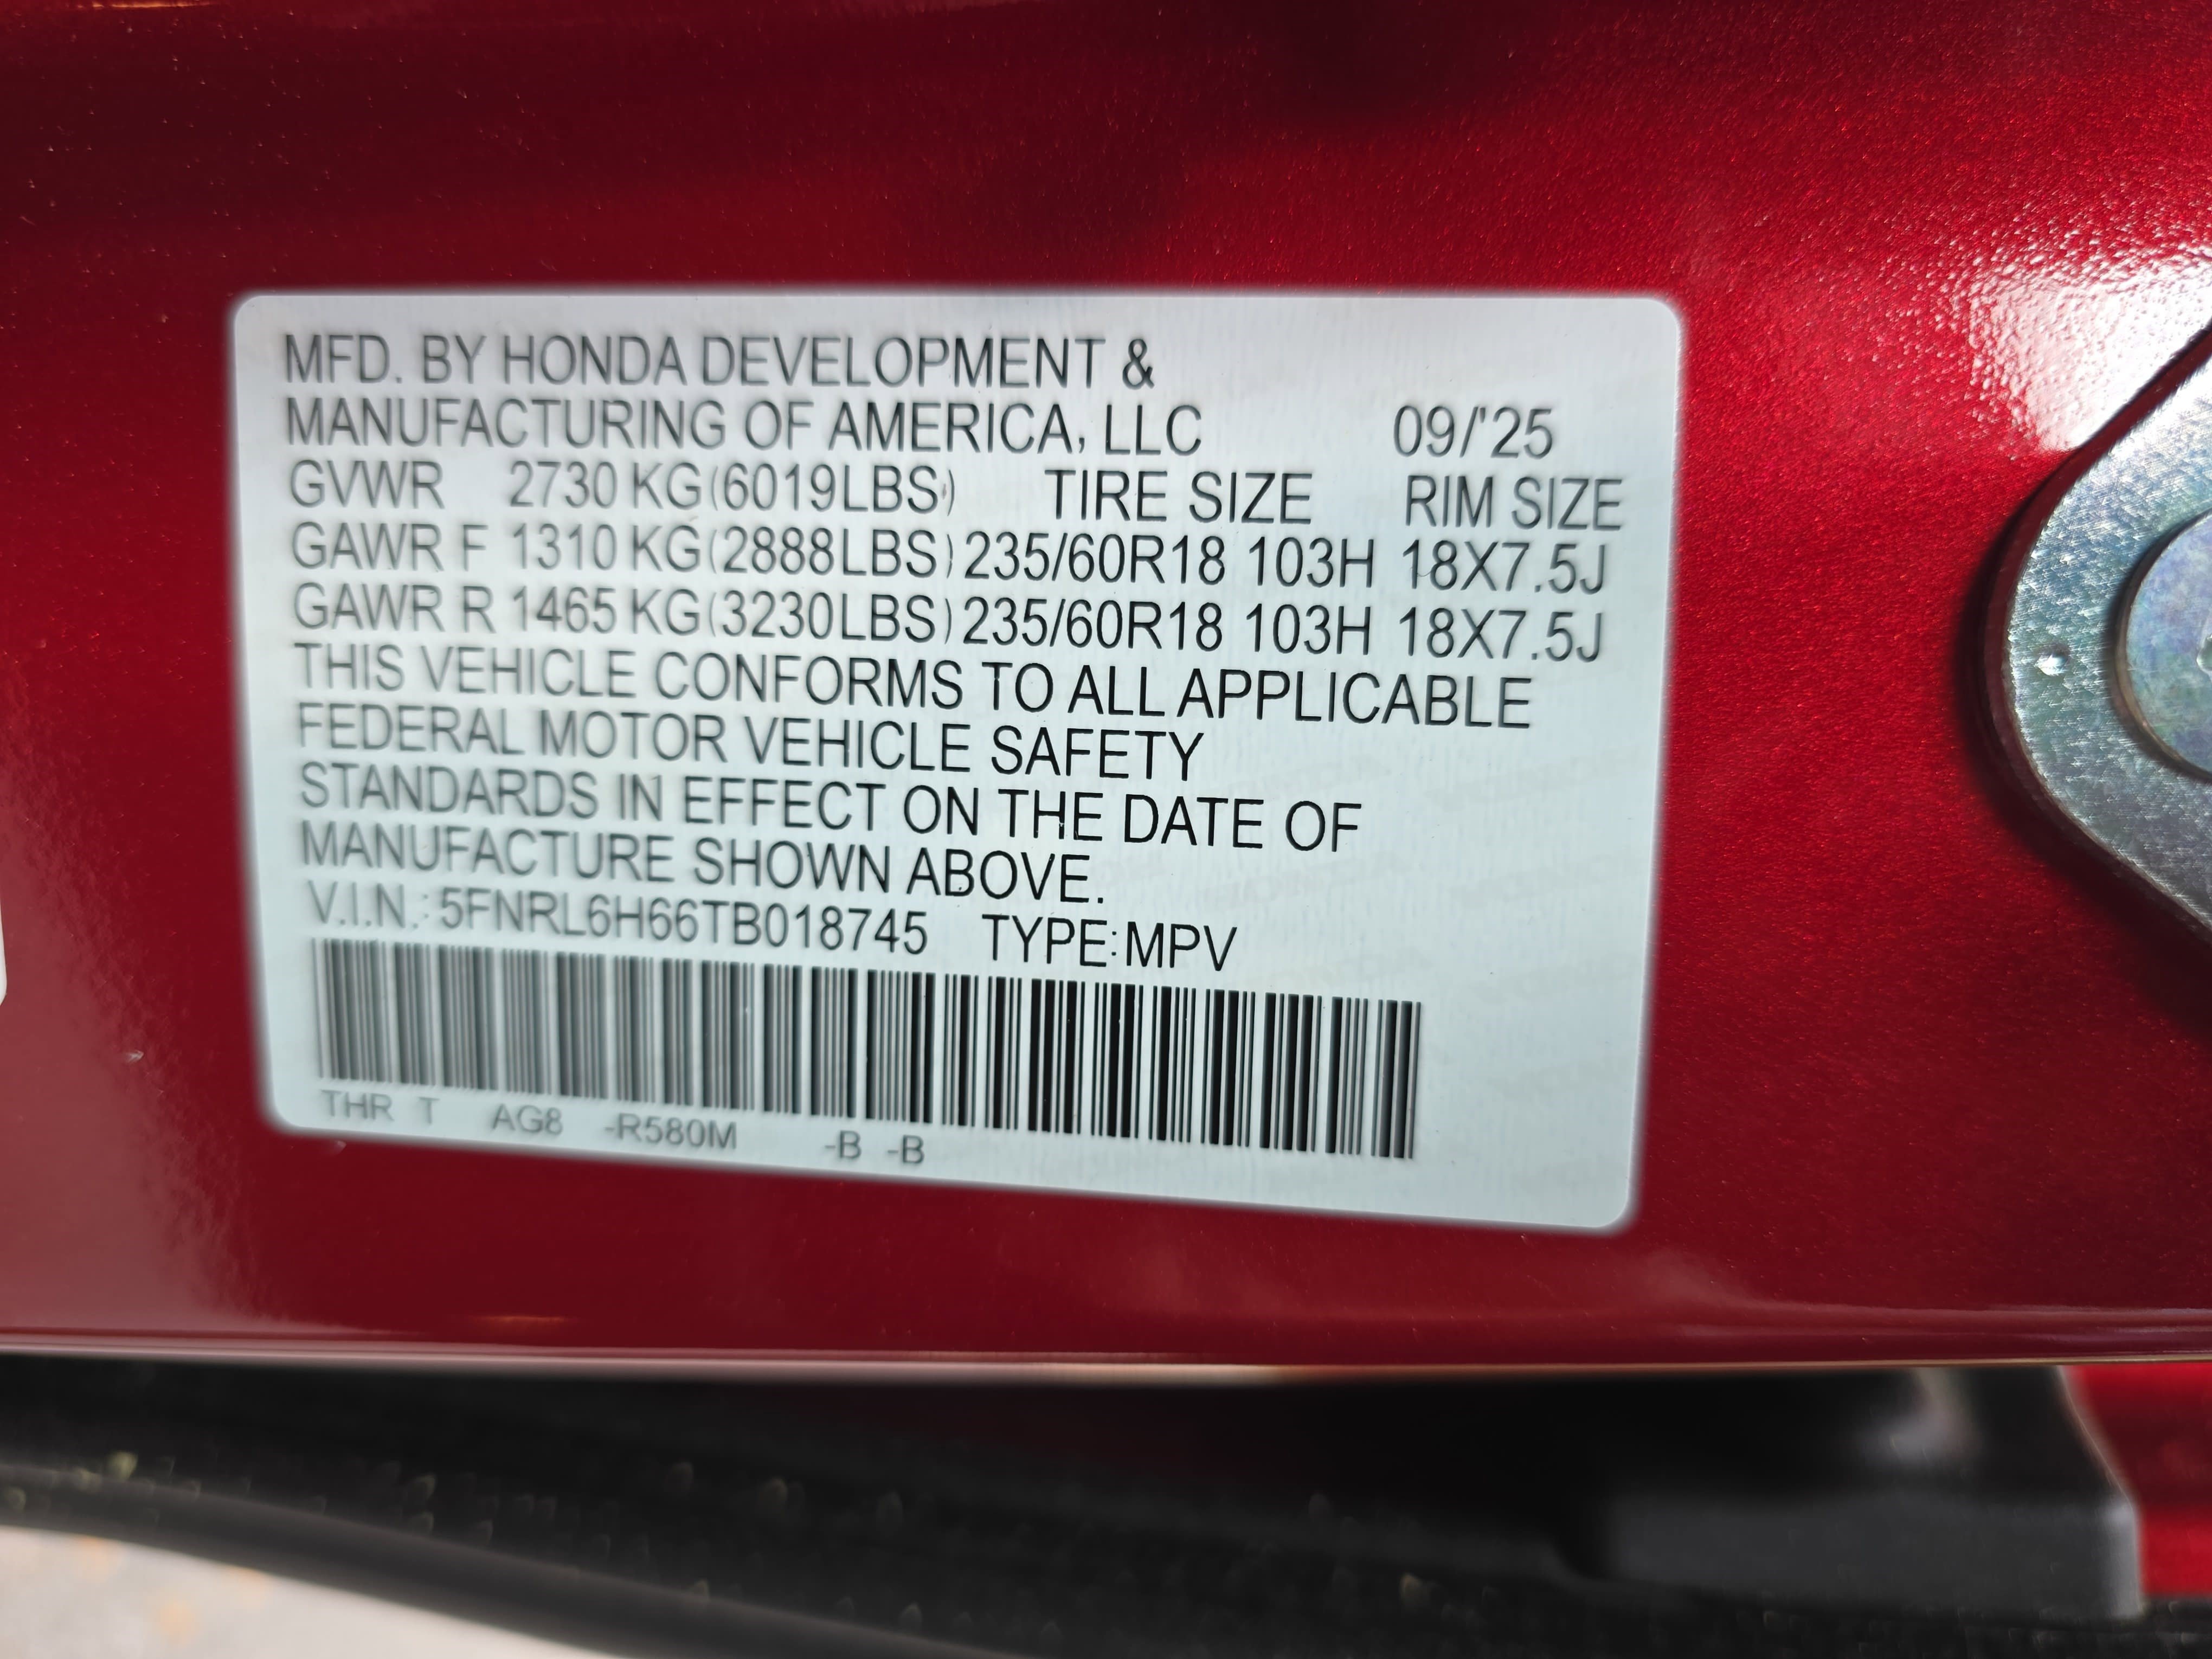 MFD. BY HONDA DEVELOPMENT &
MANUFACTURING OF AMERICA, LLC 09/'25
GVWR 2730 KG(6019LBS) TIRE SIZE RIM SIZE
GAWR F 1310 KG(2888LBS)235/60R18 103H 18X7.5J
GAWR R 1465 KG(3230LBS)235/60R18 103H 18X7.5J
THIS VEHICLE CONFORMS TO ALL APPLICABLE
FEDERAL MOTOR VEHICLE SAFETY
STANDARDS IN EFFECT ON THE DATE OF
MANUFACTURE SHOWN ABOVE.
V.I.N.: 5FNRL6H66TB018745 TYPE:MPV
THR T AG8 -R580M -B -B